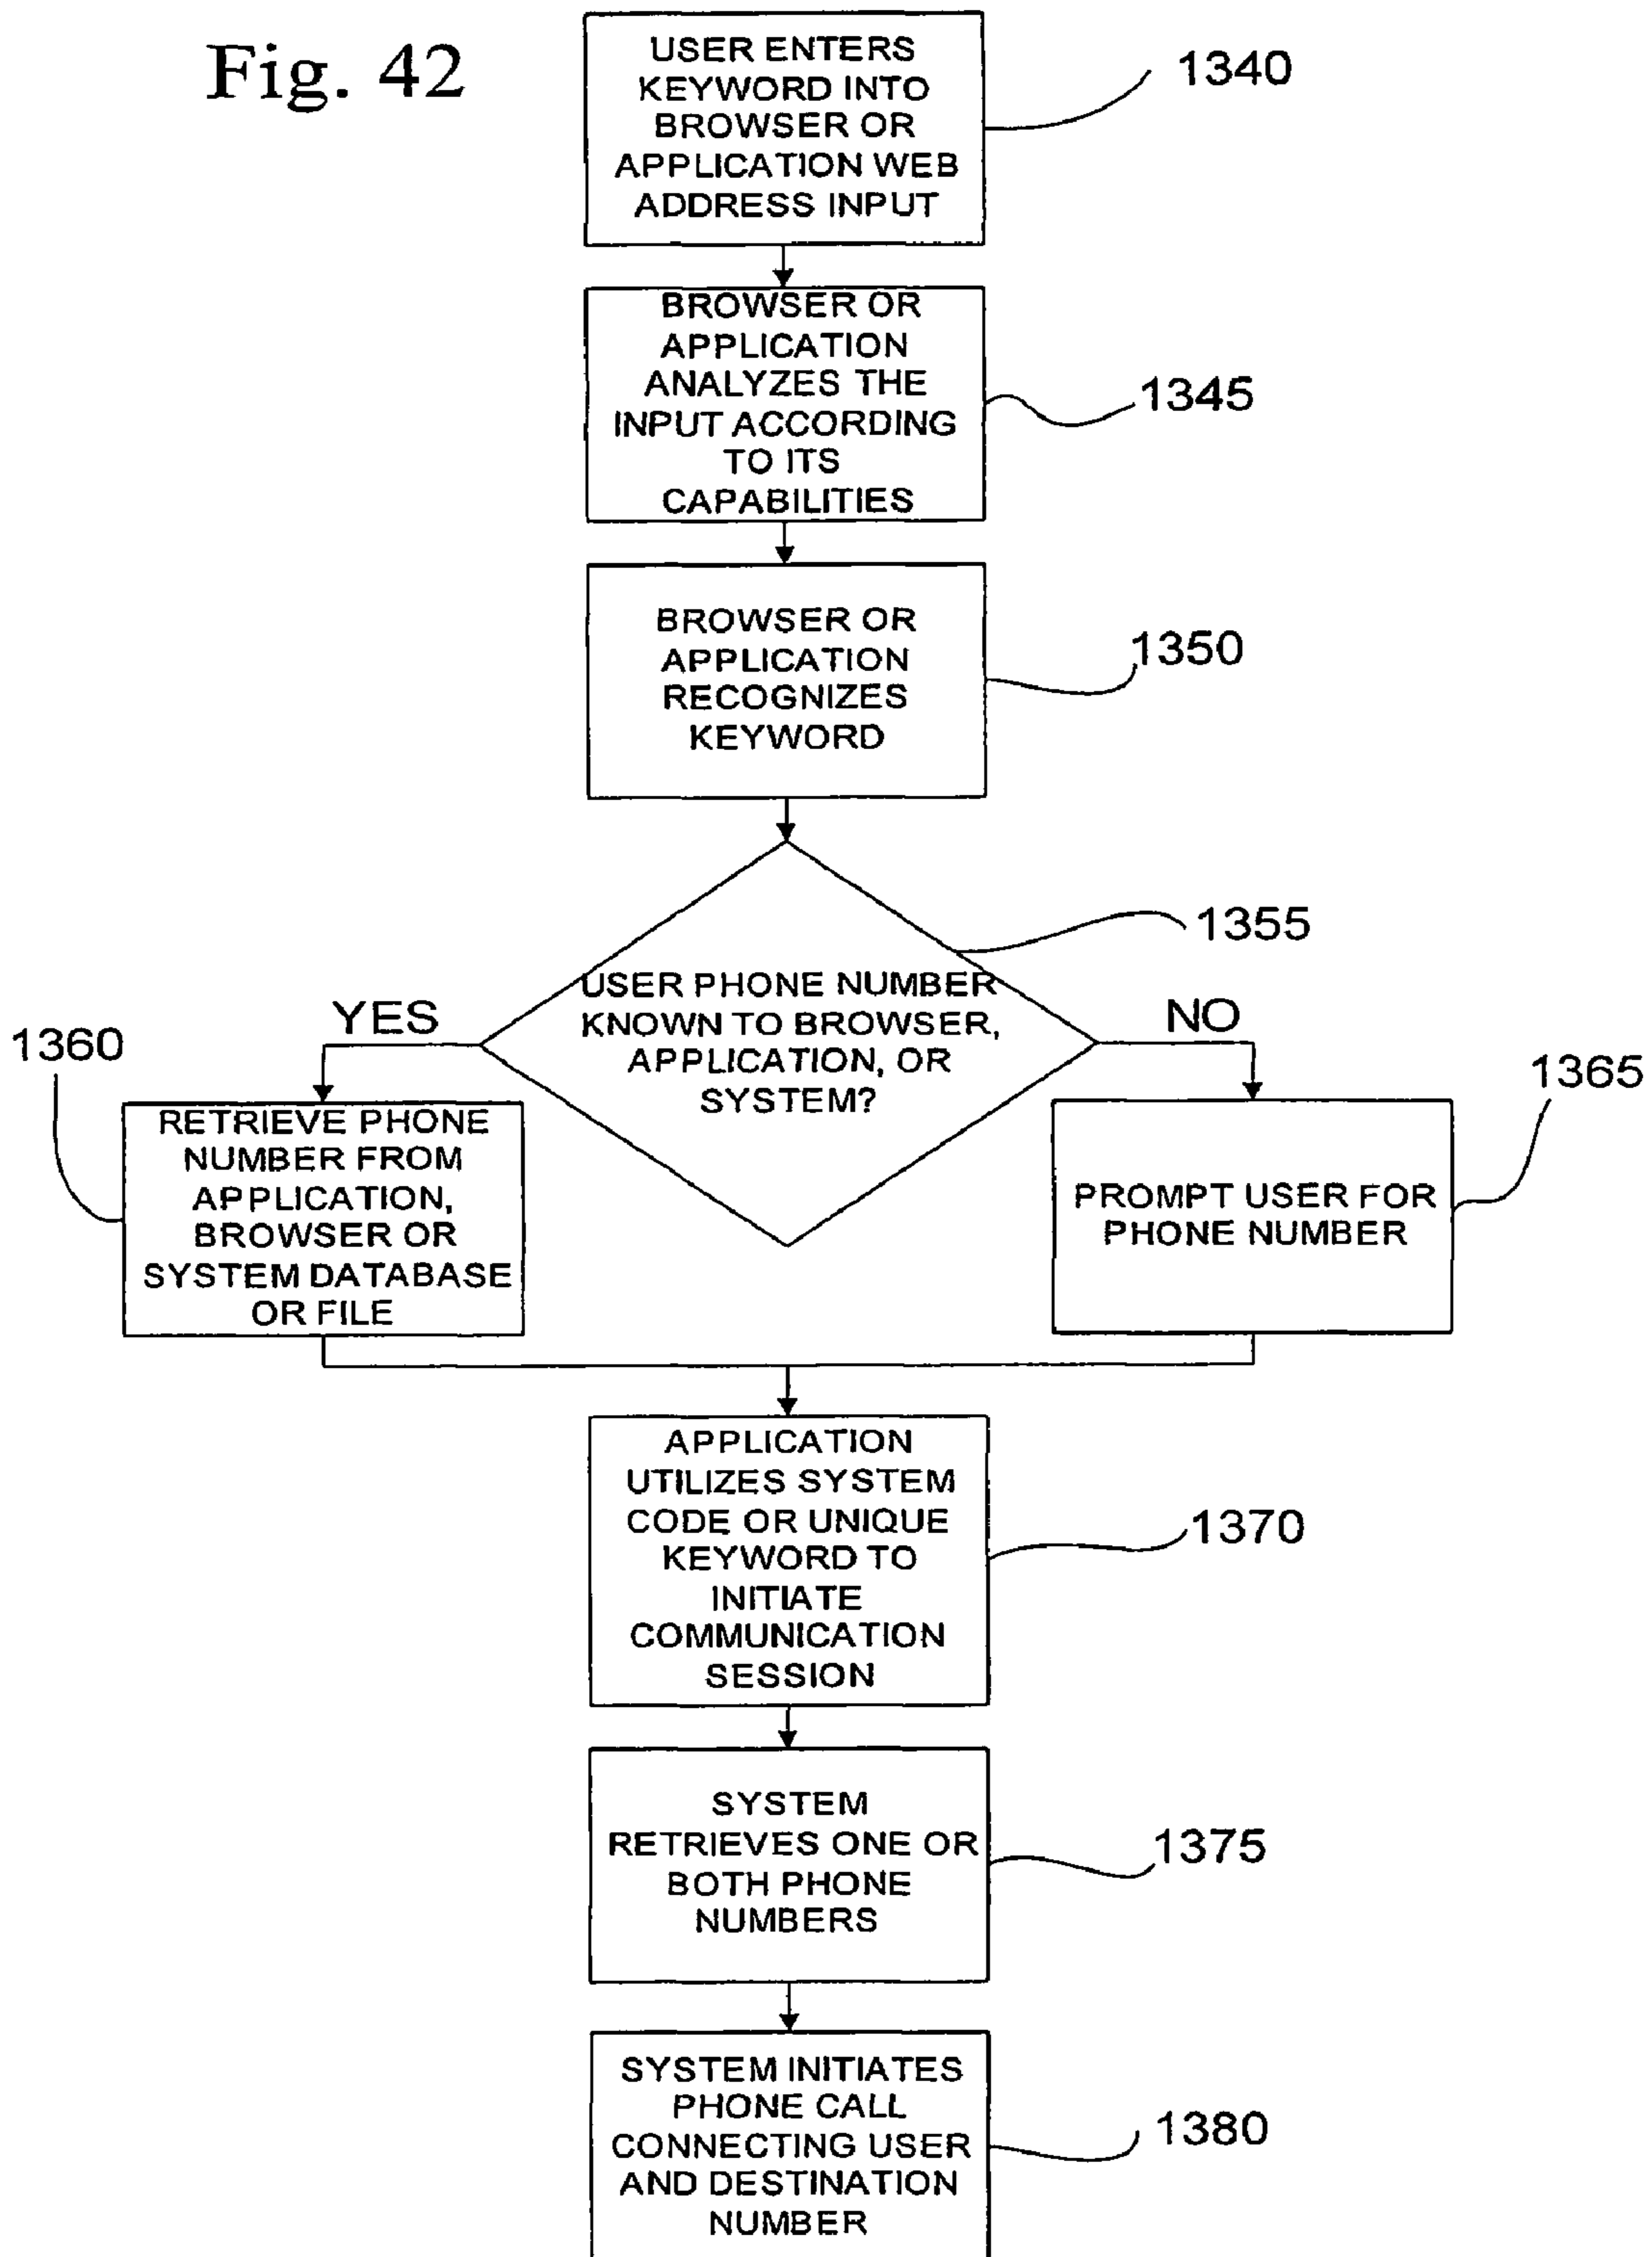 Fig. 42
USER ENTERS
KEYWORD INTO
BROWSER OR
APPLICATION WEB
ADDRESS INPUT
1340
BROWSER OR
APPLICATION
ANALYZES THE
INPUT ACCORDING
TO ITS
CAPABILITIES
1345
BROWSER OR
APPLICATION
RECOGNIZES
KEYWORD
1350
1355
USER PHONE NUMBER
KNOWN TO BROWSER,
APPLICATION, OR
SYSTEM?
YES
NO
1360
RETRIEVE PHONE
NUMBER FROM
APPLICATION,
BROWSER OR
SYSTEM DATABASE
OR FILE
1365
PROMPT USER FOR
PHONE NUMBER
APPLICATION
UTILIZES SYSTEM
CODE OR UNIQUE
KEYWORD TO
INITIATE
COMMUNICATION
SESSION
1370
SYSTEM
RETRIEVES ONE OR
BOTH PHONE
NUMBERS
1375
SYSTEM INITIATES
PHONE CALL
CONNECTING USER
AND DESTINATION
NUMBER
1380